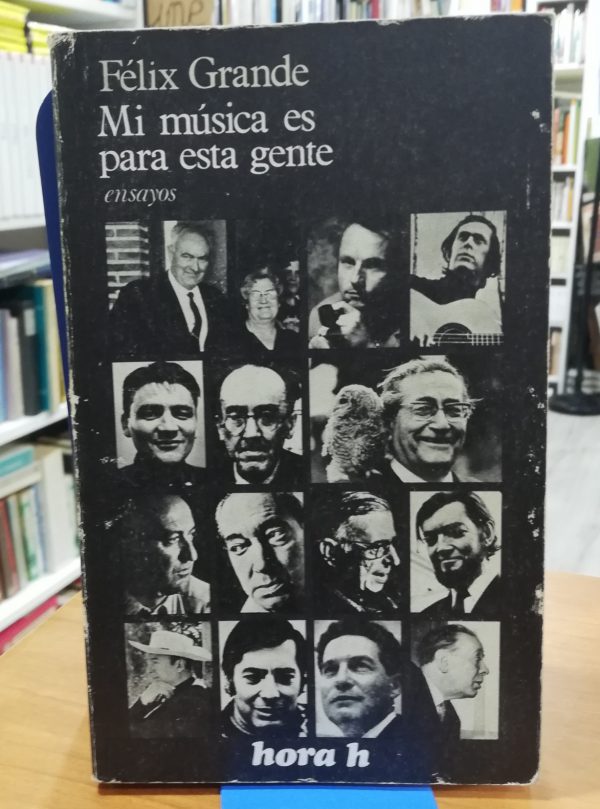 Félix Grande
Mi música es
para esta gente
ensayos
hora h